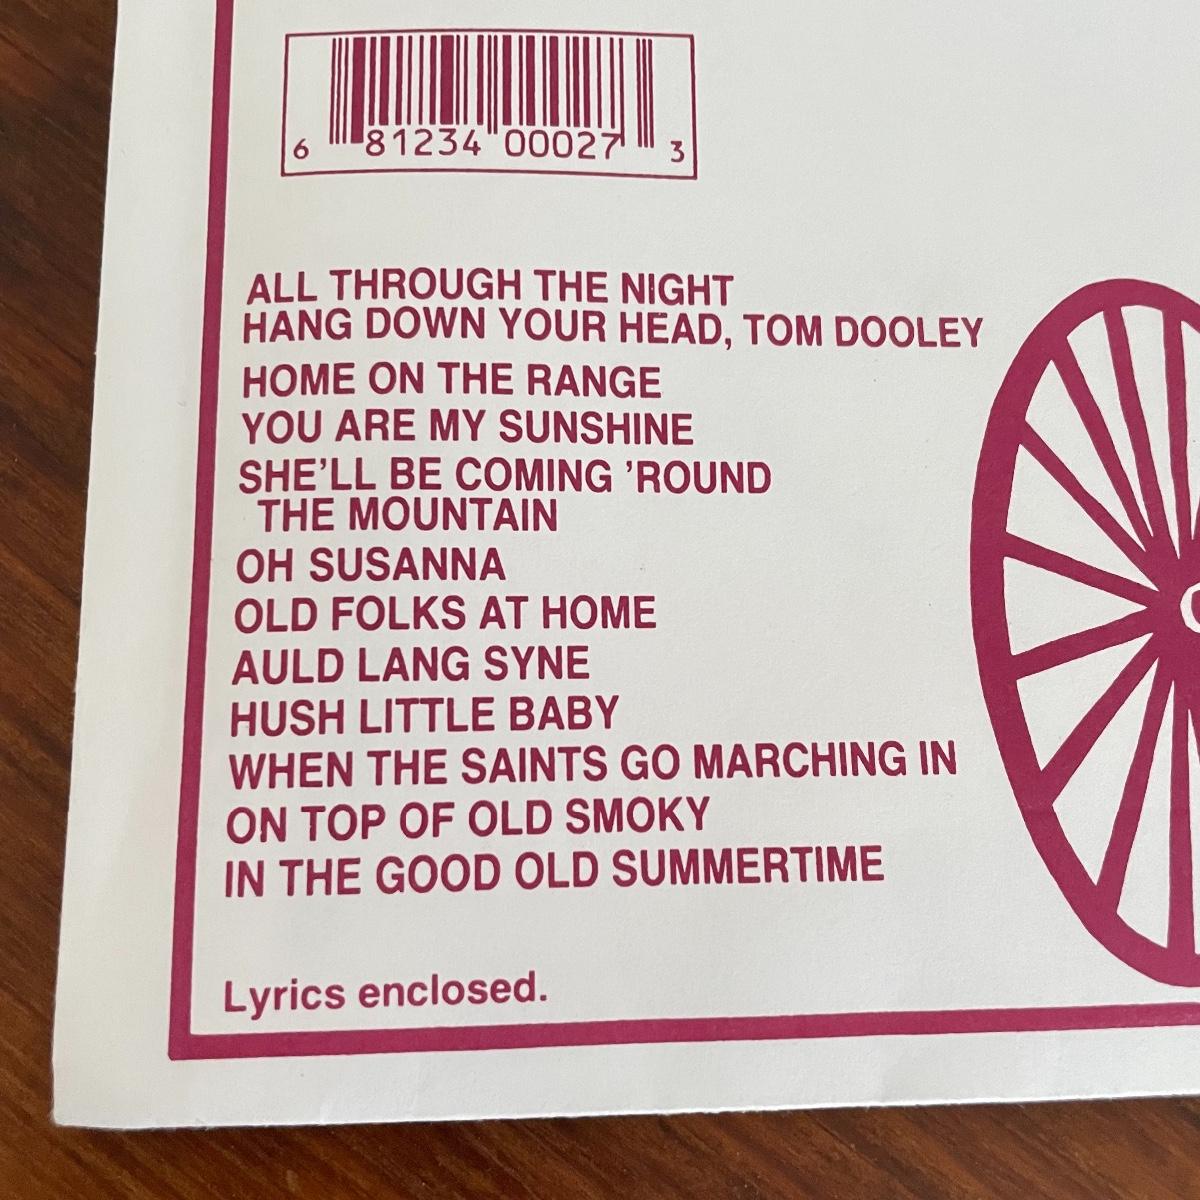 6 81234 00027 3
ALL THROUGH THE NIGHT
HANG DOWN YOUR HEAD, TOM DOOLEY
HOME ON THE RANGE
YOU ARE MY SUNSHINE
SHE'LL BE COMING 'ROUND
THE MOUNTAIN
OH SUSANNA
OLD FOLKS AT HOME
AULD LANG SYNE
HUSH LITTLE BABY
WHEN THE SAINTS GO MARCHING IN
ON TOP OF OLD SMOKY
IN THE GOOD OLD SUMMERTIME
Lyrics enclosed.